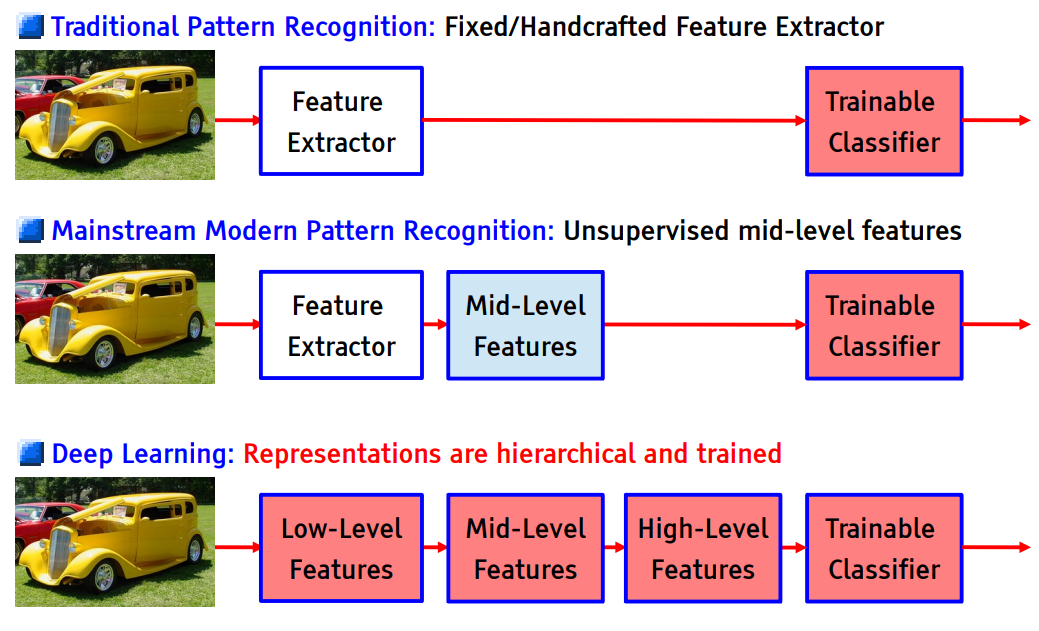 Traditional Pattern Recognition: Fixed/Handcrafted Feature Extractor
Feature
Extractor
Trainable
Classifier
Mainstream Modern Pattern Recognition: Unsupervised mid-level features
Feature
Extractor
Mid-Level
Features
Trainable
Classifier
Deep Learning: Representations are hierarchical and trained
Low-Level
Features
Mid-Level
Features
High-Level
Features
Trainable
Classifier